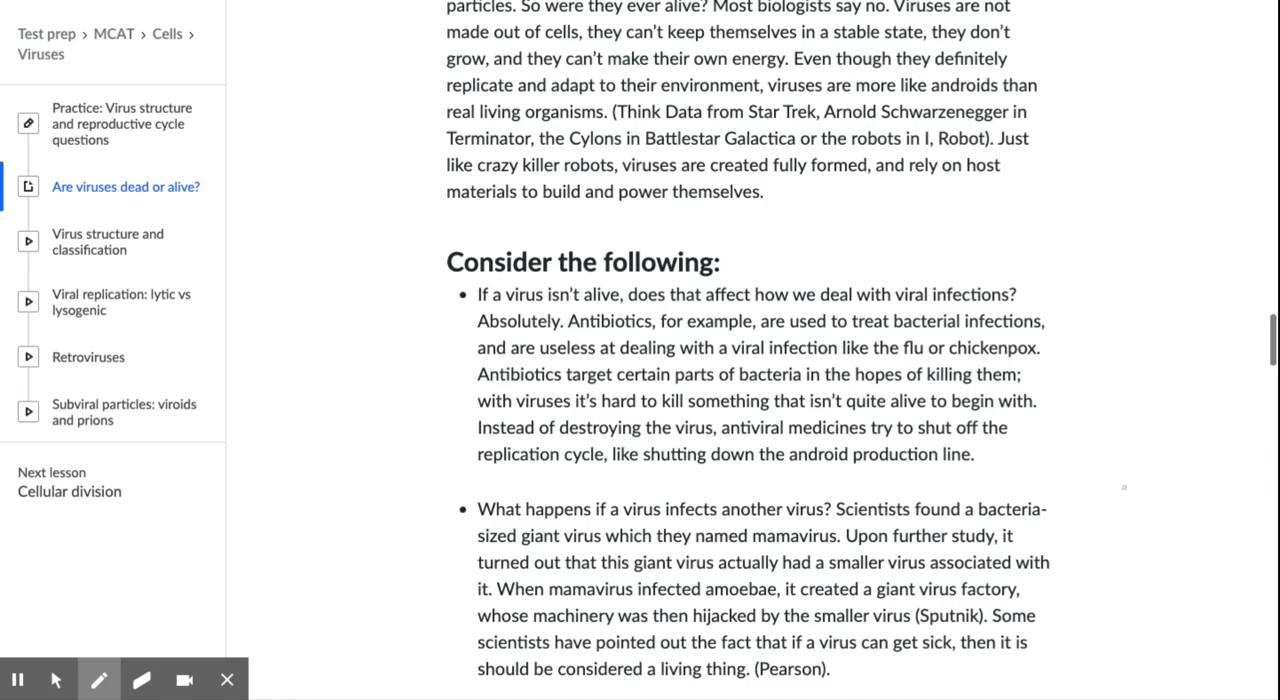 Test prep › MCAT › Cells ›
Viruses
Practice: Virus structure
and reproductive cycle
questions
Are viruses dead or alive?
Virus structure and
classification
Viral replication: lytic vs
lysogenic
Retroviruses
Subviral particles: viroids
and prions
Next lesson
Cellular division
particles. So were they ever alive? Most biologists say no. Viruses are not
made out of cells, they can't keep themselves in a stable state, they don't
grow, and they can't make their own energy. Even though they definitely
replicate and adapt to their environment, viruses are more like androids than
real living organisms. (Think Data from Star Trek, Arnold Schwarzenegger in
Terminator, the Cylons in Battlestar Galactica or the robots in I, Robot). Just
like crazy killer robots, viruses are created fully formed, and rely on host
materials to build and power themselves.
Consider the following:
• If a virus isn't alive, does that affect how we deal with viral infections?
Absolutely. Antibiotics, for example, are used to treat bacterial infections,
and are useless at dealing with a viral infection like the flu or chickenpox.
Antibiotics target certain parts of bacteria in the hopes of killing them;
with viruses it's hard to kill something that isn't quite alive to begin with.
Instead of destroying the virus, antiviral medicines try to shut off the
replication cycle, like shutting down the android production line.
• What happens if a virus infects another virus? Scientists found a bacteria-
sized giant virus which they named mamavirus. Upon further study, it
turned out that this giant virus actually had a smaller virus associated with
it. When mamavirus infected amoebae, it created a giant virus factory,
whose machinery was then hijacked by the smaller virus (Sputnik). Some
scientists have pointed out the fact that if a virus can get sick, then it is
should be considered a living thing. (Pearson).